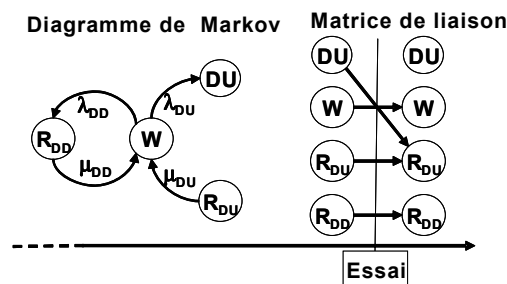 Diagramme de Markov
Matrice de liaison
DU
λDD
λDU
RDD
W
μDD
μDU
RDU
DU DU
W W
RDU RDU
RDD RDD
Essai